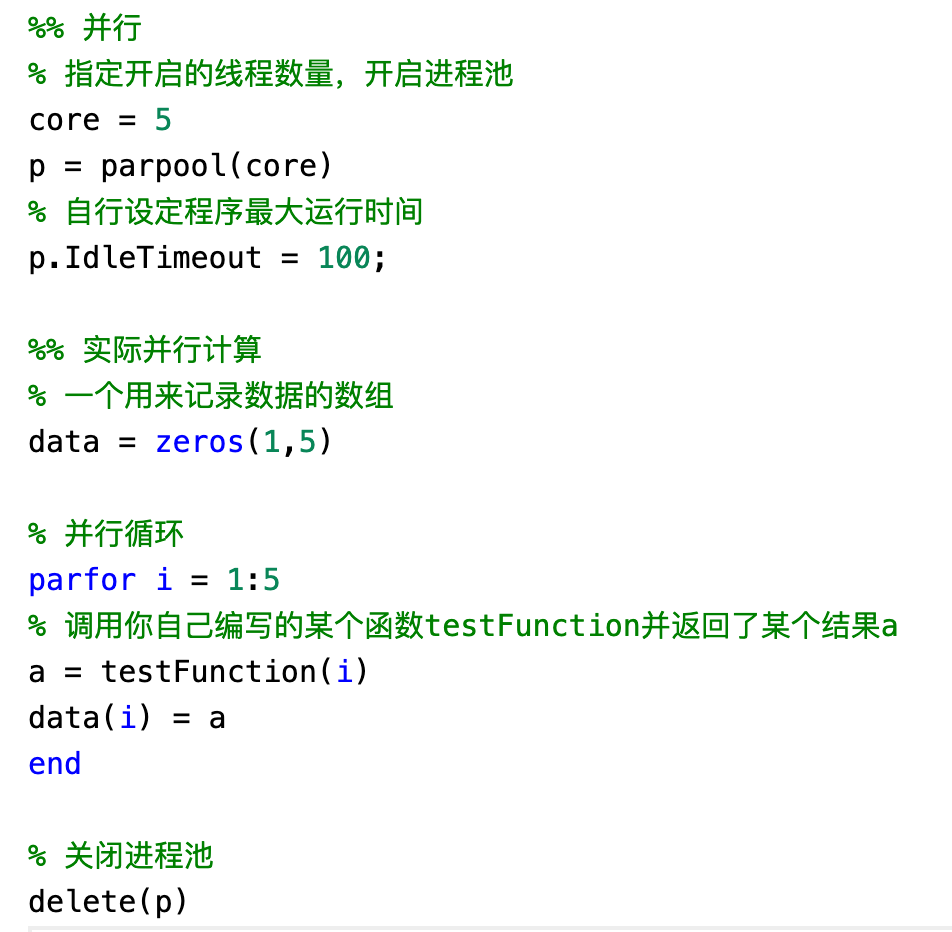 %% 并行
% 指定开启的线程数量，开启进程池
core = 5
p = parpool(core)
% 自行设定程序最大运行时间
p.IdleTimeout = 100;
%% 实际并行计算
% 一个用来记录数据的数组
data = zeros(1,5)
% 并行循环
parfor i = 1:5
% 调用你自己编写的某个函数testFunction并返回了某个结果a
a = testFunction(i)
data(i) = a
end
% 关闭进程池
delete(p)